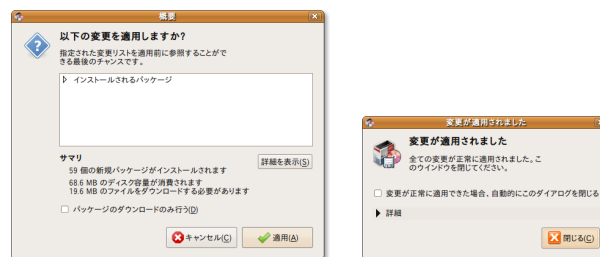 概要
以下の変更を適用しますか?
指定された変更リストを適用前に参照することがで
きる最後のチャンスです。
インストールされるパッケージ
サマリ
59 個の新規パッケージがインストールされます
68.6 MB のディスク容量が消費されます
19.6 MB のファイルをダウンロードする必要があります
詳細を表示(S)
パッケージのダウンロードのみ行う(D)
キャンセル(C)
適用(A)
変更が適用されました
変更が適用されました
全ての変更が正常に適用されました。こ
のウインドウを閉じてください。
変更が正常に適用できた場合、自動的にこのダイアログを閉じる
詳細
閉じる(C)